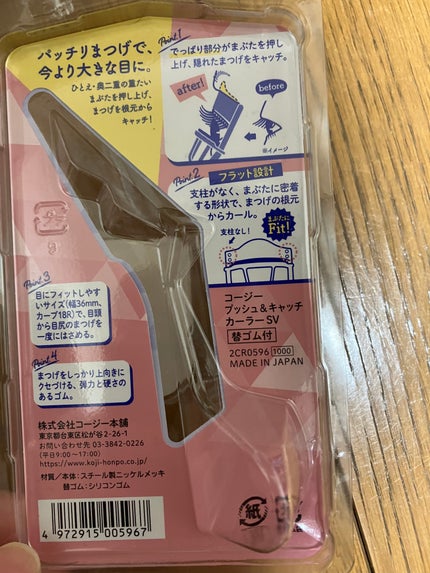 パッチリまつげで、
今より大きな目に。
ひとえ・奥二重の重たい
まぶたを押し上げ、
まつげを根元から
キャッチ！
Point.1
でっぱり部分がまぶたを押し
上げ、隠れたまつげをキャッチ。
after!
before
※イメージ
Point.2
フラット設計
支柱がなく、まぶたに密着
する形状で、まつげの根元
からカール。
支柱なし！
まぶたに
Fit!
Point.3
目にフィットしやす
いサイズ(幅36mm、
カーブ18R)で、目頭
から目尻のまつげを
一度にはさめる。
Point.4
まつげをしっかり上向きに
クセづける、弾力と硬さの
あるゴム。
コージー
プッシュ&キャッチ
カーラーSV
替ゴム付
2CR0596 1000
MADE IN JAPAN
株式会社コージー本舗
東京都台東区松が谷2-26-1
お問い合わせ先 03-3842-0226
(平日9:00〜17:00)
https://www.koji-honpo.co.jp/
材質／本体：スチール製ニッケルメッキ
替ゴム：シリコンゴム
4 972915 005967
紙